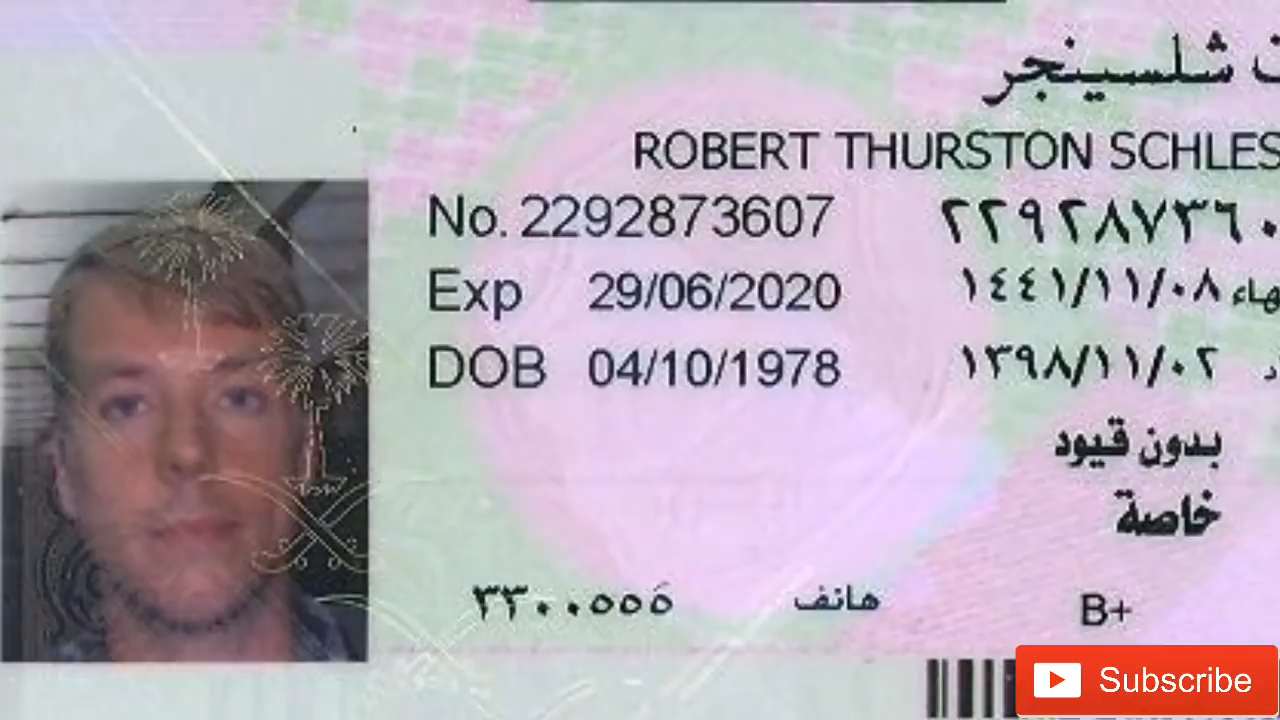 شلسينجر
ROBERT THURSTON SCHLES
No. 2292873607 ٢٢٩٢٨٧٣٦٠
Exp 29/06/2020 ١٤٤١/١١/٠٨
DOB 04/10/1978 ١٣٩٨/١١/٠٢
بدون قيود
خاصة
٣٣٠٠٥٥٥ هاتف
B+
Subscribe